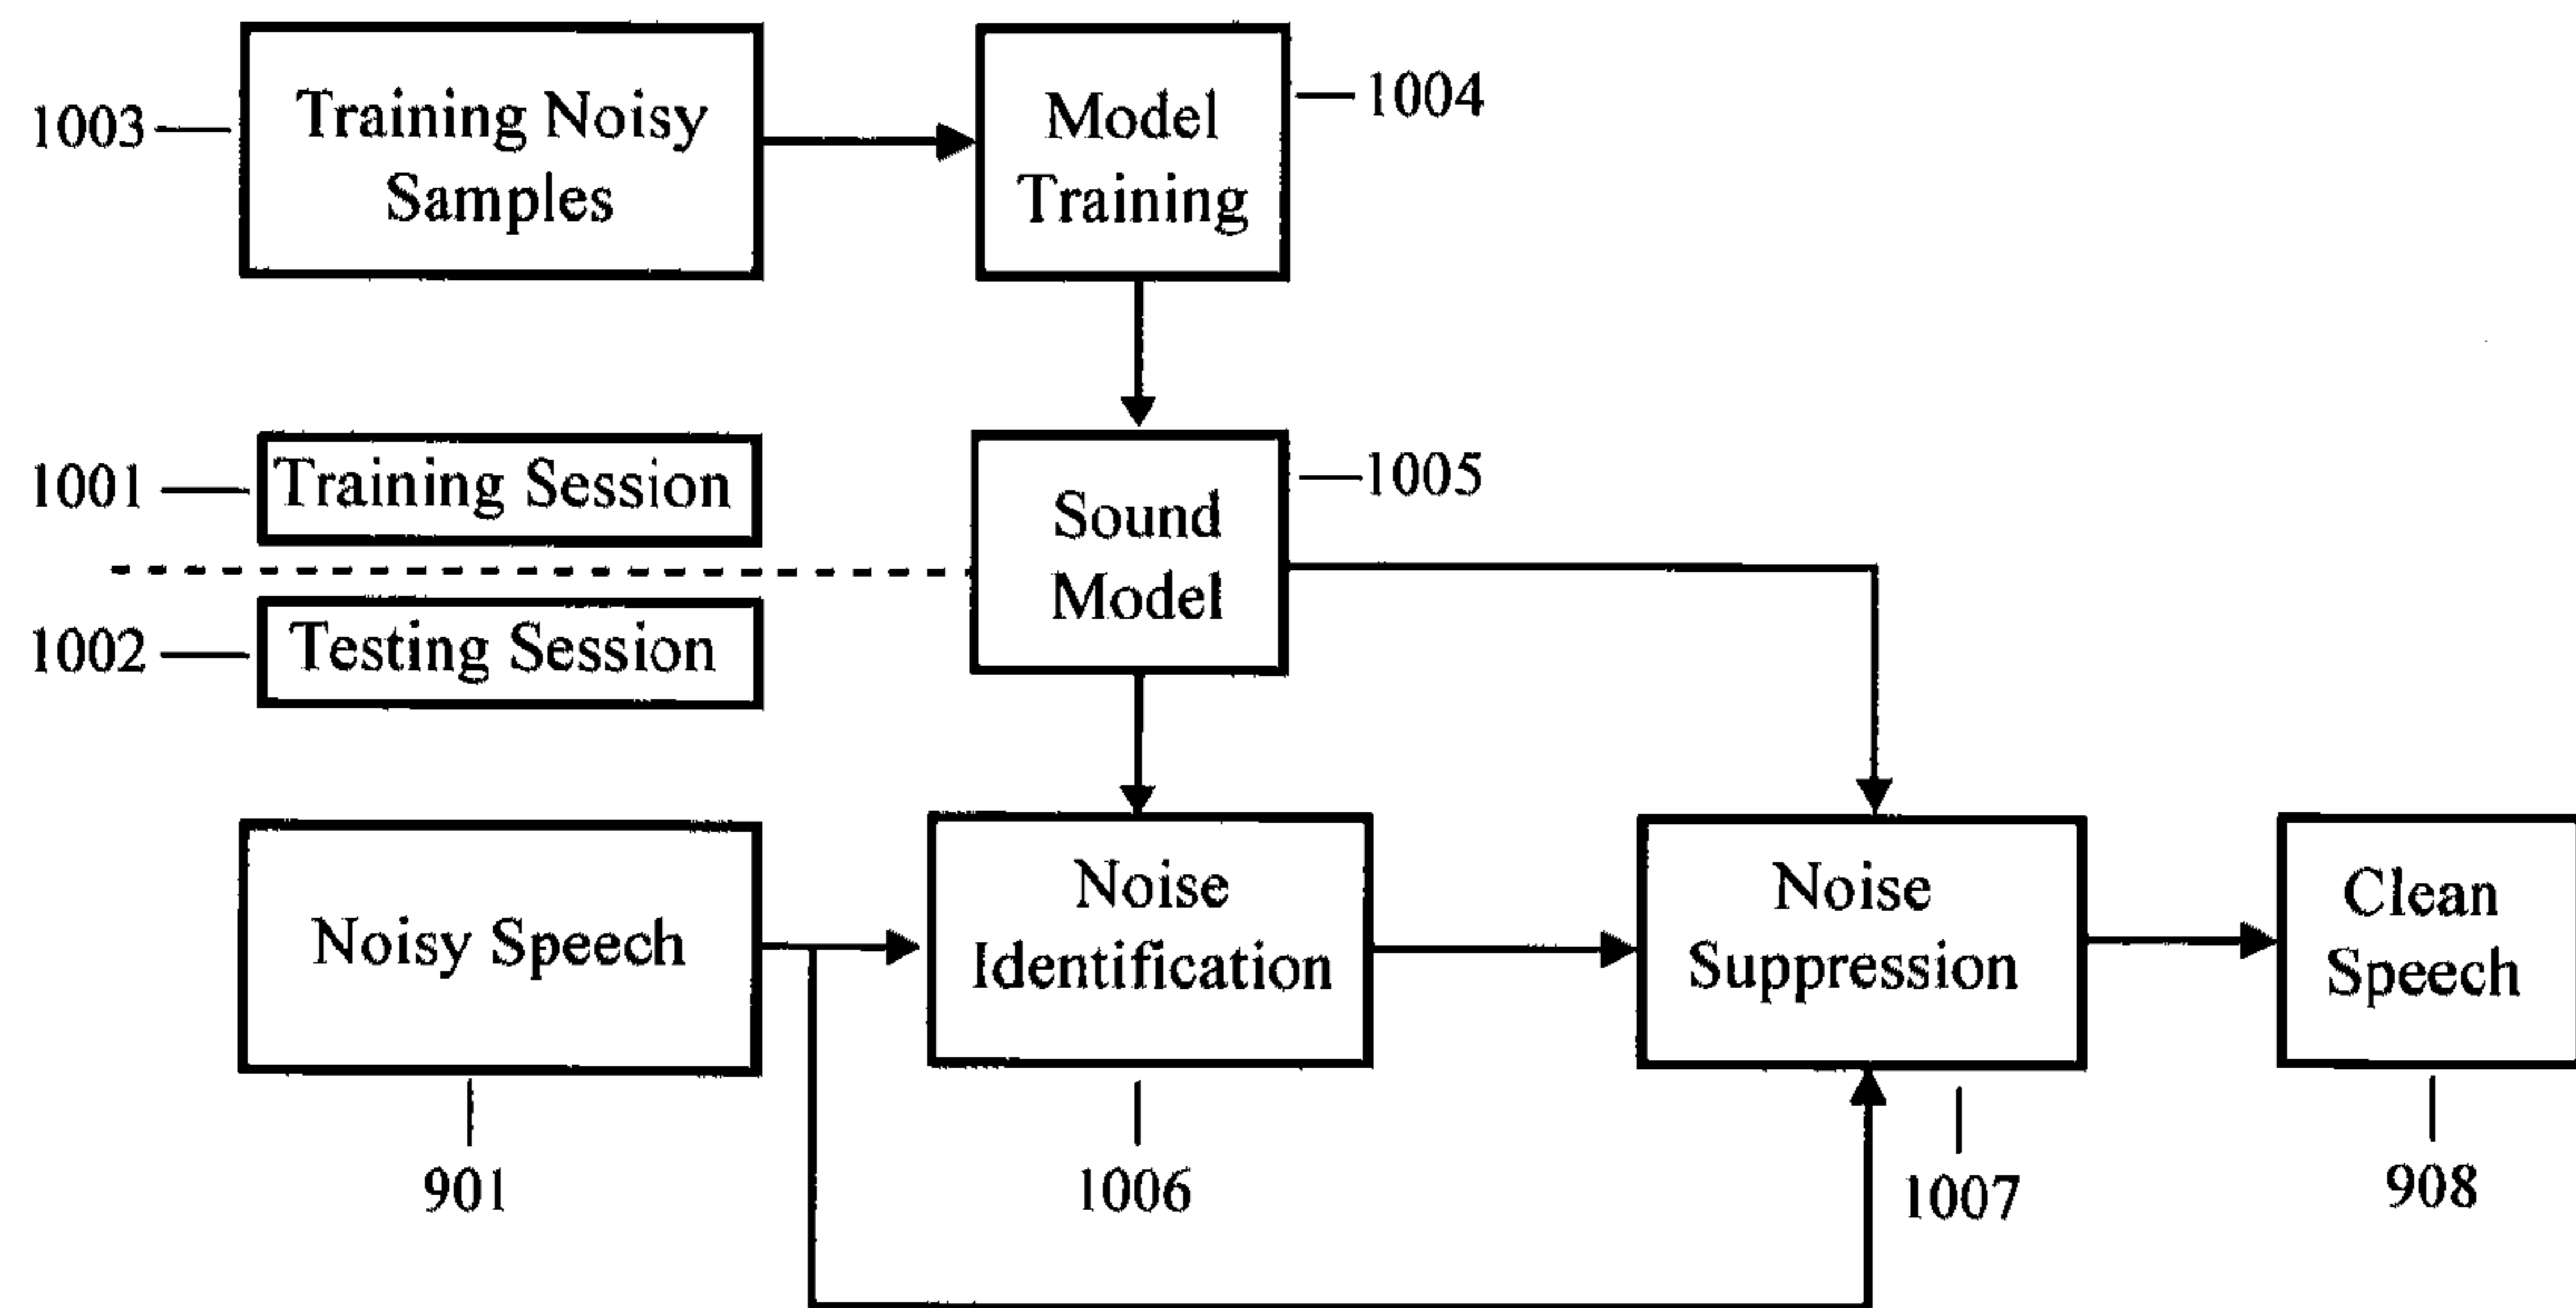 1003
Training Noisy
Samples
Model
Training
1004
1001
Training Session
Sound
Model
1005
1002
Testing Session
Noisy Speech
Noise
Identification
Noise
Suppression
Clean
Speech
901
1006
1007
908